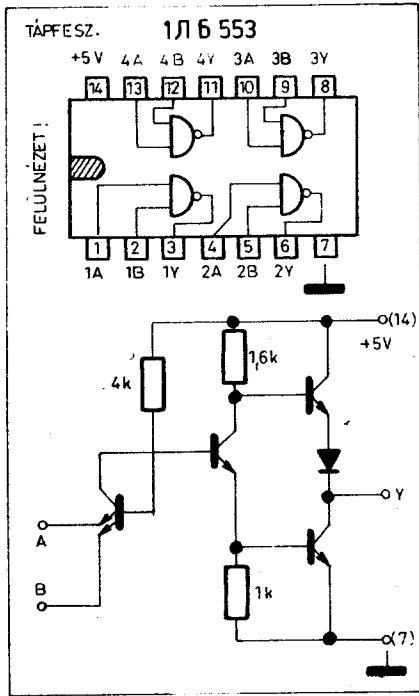 TÁPFESZ. 1Л Б 553
+5V 4A 4B 4Y 3A 3B 3Y
14 13 12 11 10 9 8
FELÜLNÉZET!
1 2 3 4 5 6 7
1A 1B 1Y 2A 2B 2Y
(14)
+5V
1,6k
4k
A
Y
B
1k
(7)